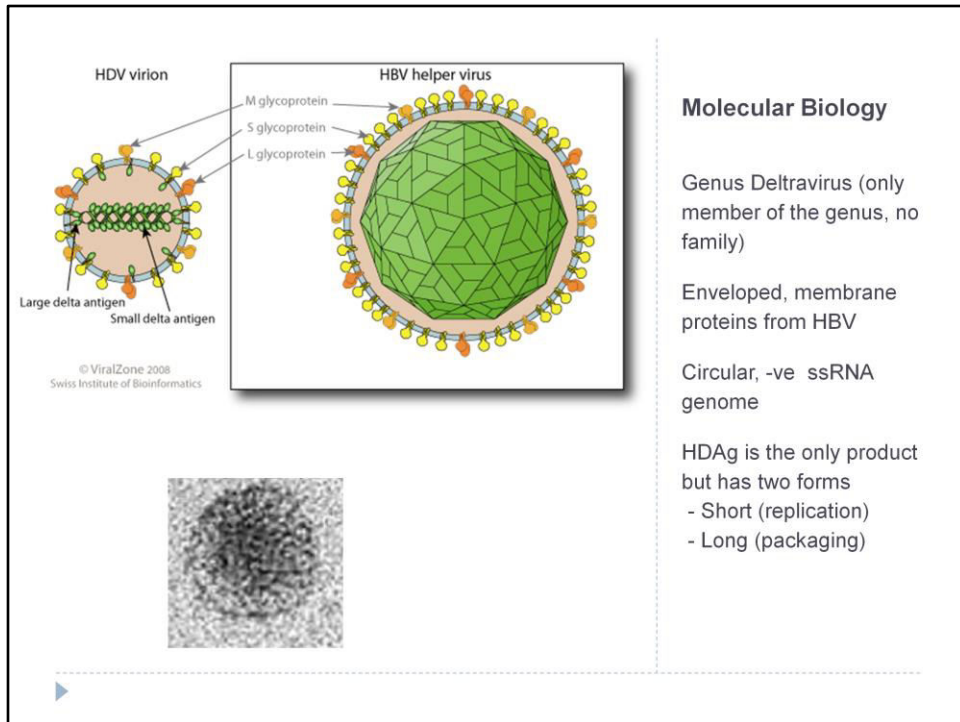 HDV virion
HBV helper virus
M glycoprotein
S glycoprotein
L glycoprotein
Large delta antigen
Small delta antigen
© ViralZone 2008
Swiss Institute of Bioinformatics
Molecular Biology
Genus Deltravirus (only
member of the genus, no
family)
Enveloped, membrane
proteins from HBV
Circular, -ve ssRNA
genome
HDAg is the only product
but has two forms
- Short (replication)
- Long (packaging)